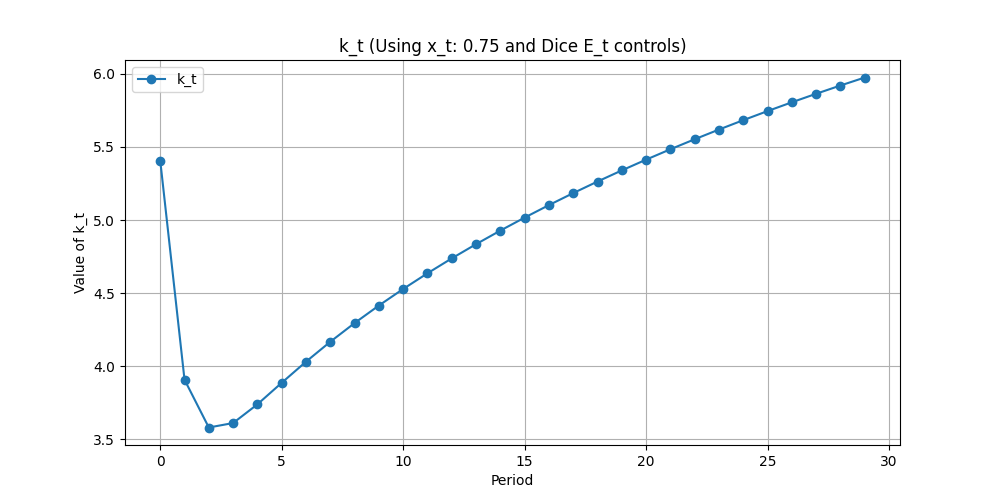 k_t (Using x_t: 0.75 and Dice E_t controls)
k_t
Value of k_t
6.0
5.5
5.0
4.5
4.0
3.5
0 5 10 15 20 25 30
Period